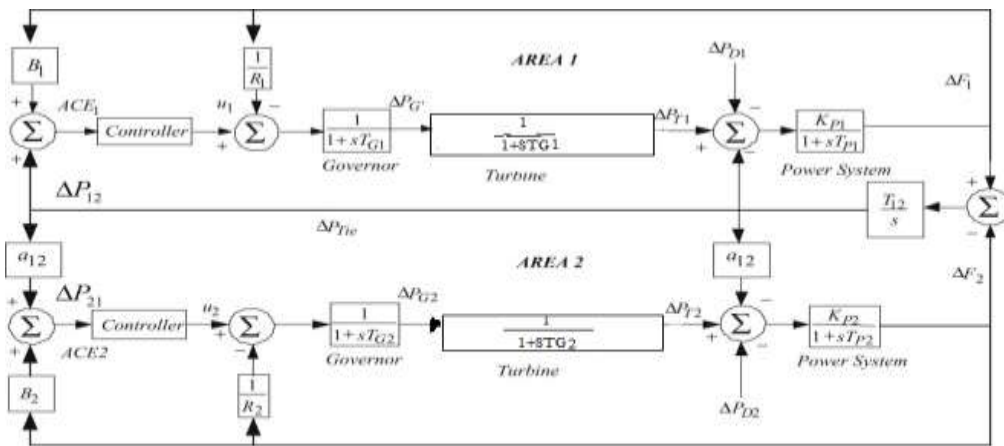 B1
1
R1
AREA 1
ΔPD1
ΔF1
+
ACE1
u1
−
ΔPG'
ΔPT1
−
Σ
Controller
Σ
1
1+sTG1
1
1+8TG1
Σ
KP1
1+sTP1
+
+
+
−
Governor
Turbine
Power System
ΔP12
+
T12
s
Σ
ΔPTie
−
a12
AREA 2
a12
ΔF2
+
ΔP21
u2
ΔPG2
ΔPT2
−
Σ
Controller
Σ
1
1+sTG2
1
1+8TG2
Σ
KP2
1+sTP2
+
ACE2
+
−
+
−
Governor
Turbine
Power System
B2
1
R2
ΔPD2